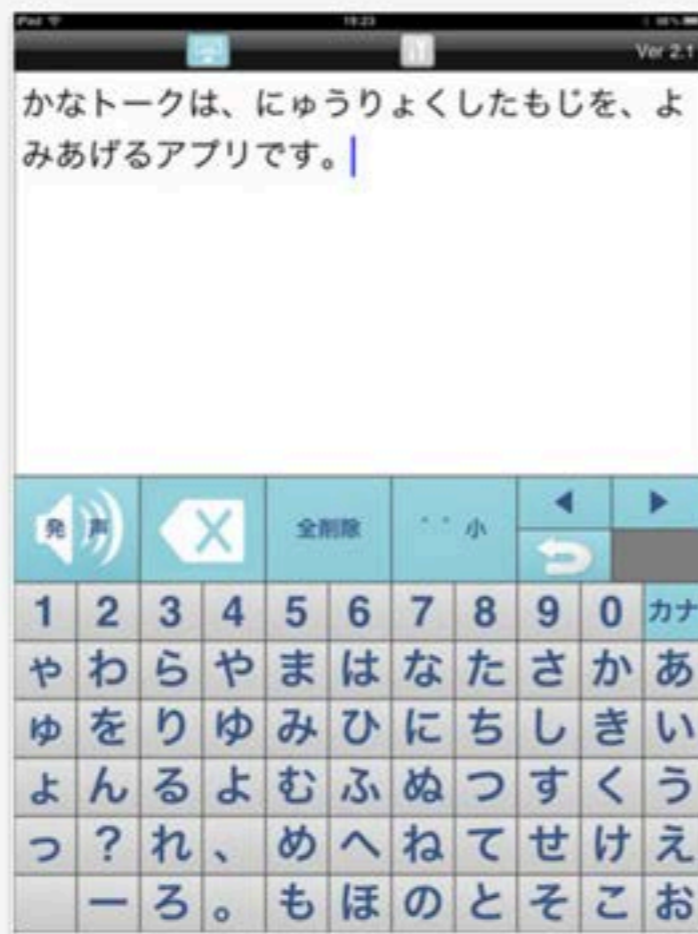 iPad 19:23
Ver 2.1
かなトークは、にゅうりょくしたもじを、よ
みあげるアプリです。
発声 全削除 ゛゜小
1 2 3 4 5 6 7 8 9 0 カナ
ゃ わ ら や ま は な た さ か あ
ゅ を り ゆ み ひ に ち し き い
ょ ん る よ む ふ ぬ つ す く う
っ ? れ 、 め へ ね て せ け え
ー ろ 。 も ほ の と そ こ お